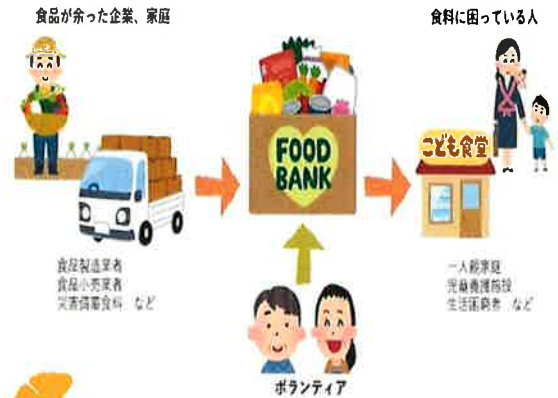 食品が余った企業、家庭
食料に困っている人
FOOD
BANK
こども食堂
食品製造業者
食品小売業者
災害備蓄食料 など
一人親家庭
児童養護施設
生活困窮者 など
ボランティア